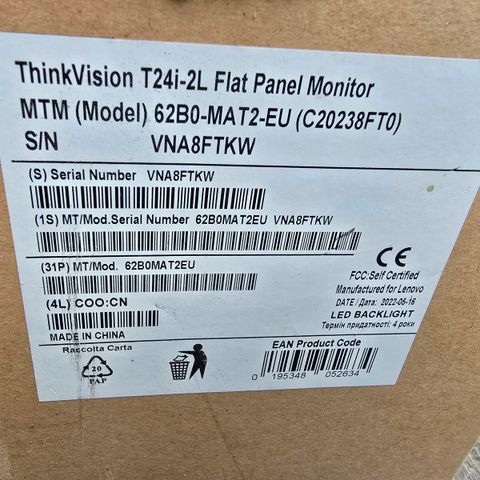 ThinkVision T24i-2L Flat Panel Monitor
MTM (Model) 62B0-MAT2-EU (C20238FT0)
S/N VNA8FTKW
(S) Serial Number VNA8FTKW
(1S) MT/Mod.Serial Number 62B0MAT2EU VNA8FTKW
(31P) MT/Mod. 62B0MAT2EU
CE
FCC:Self Certified
Manufactured for Lenovo
(4L) COO:CN
DATE / Дата: 2022-06-16
LED BACKLIGHT
MADE IN CHINA
Термін придатності: 4 роки
Raccolta Carta
EAN Product Code
20
PAP
0 195348 052634